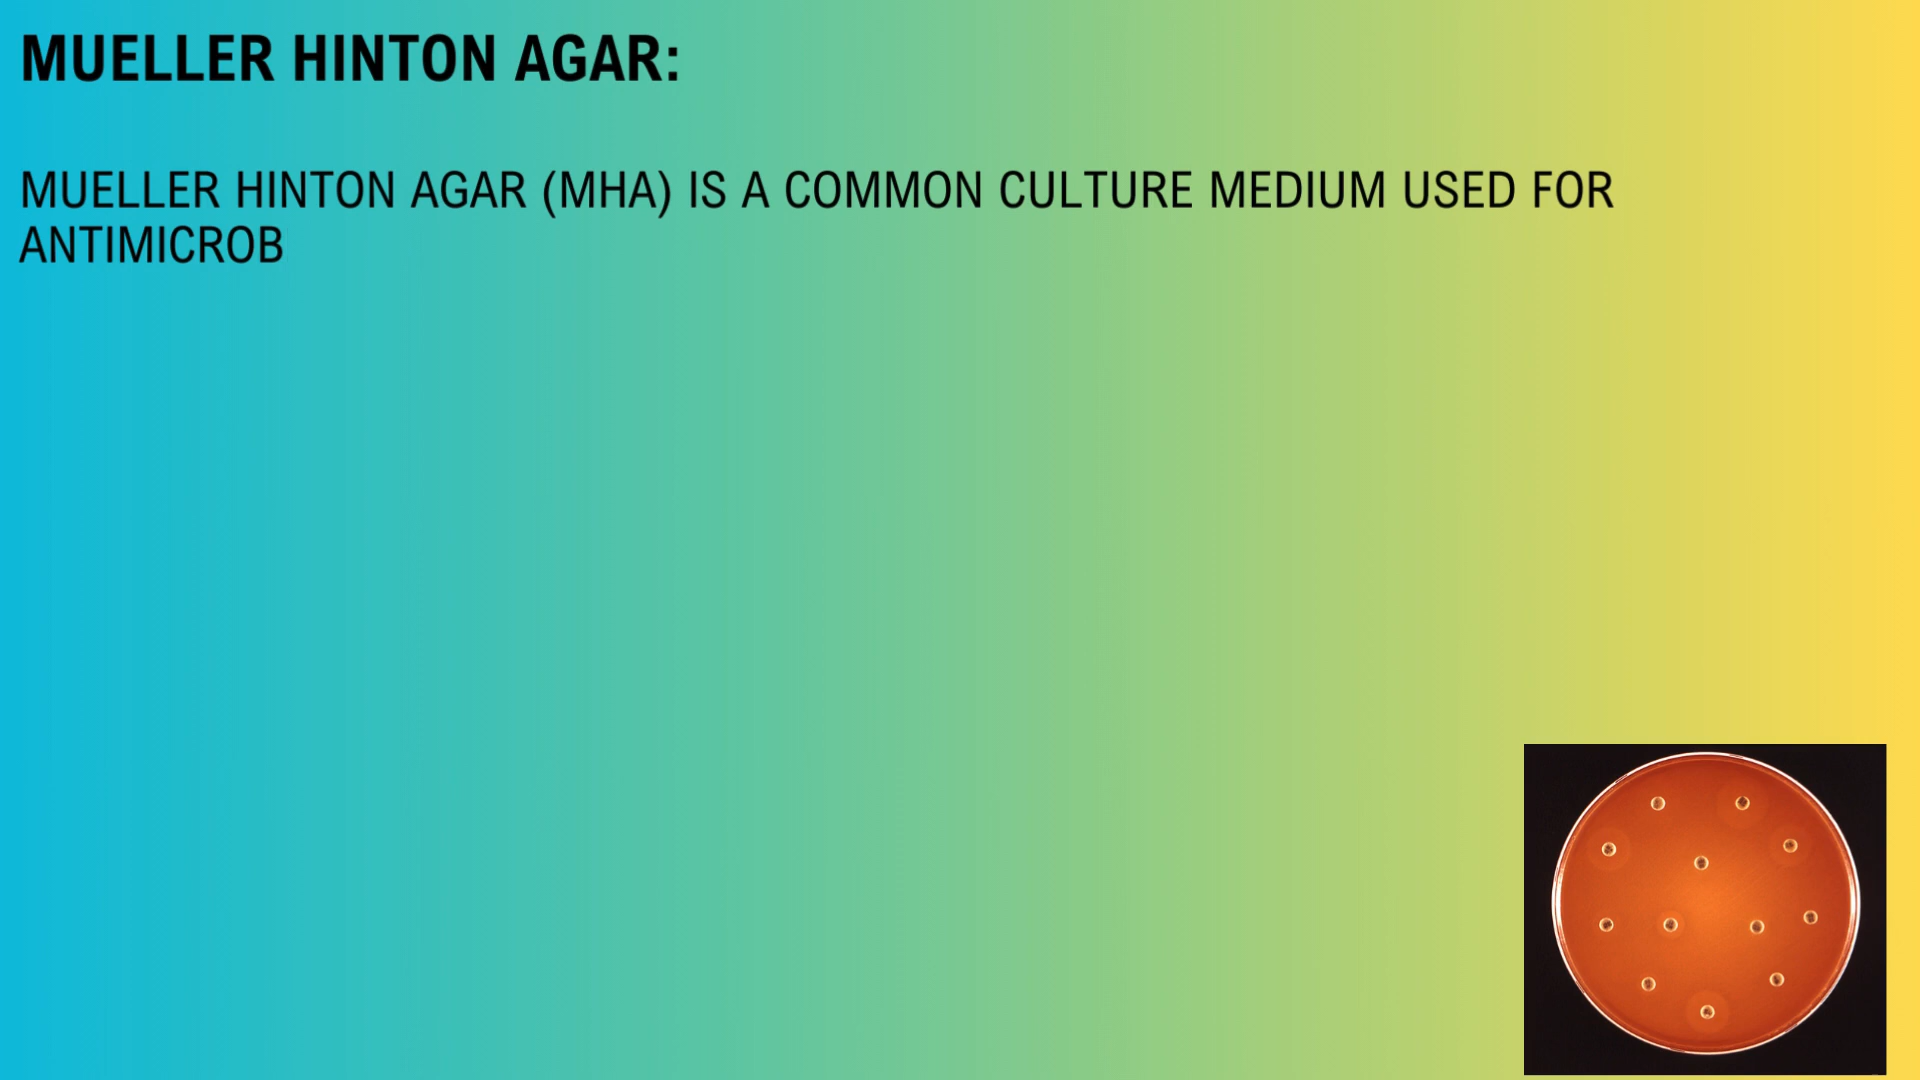 MUELLER HINTON AGAR:
MUELLER HINTON AGAR (MHA) IS A COMMON CULTURE MEDIUM USED FOR
ANTIMICROB